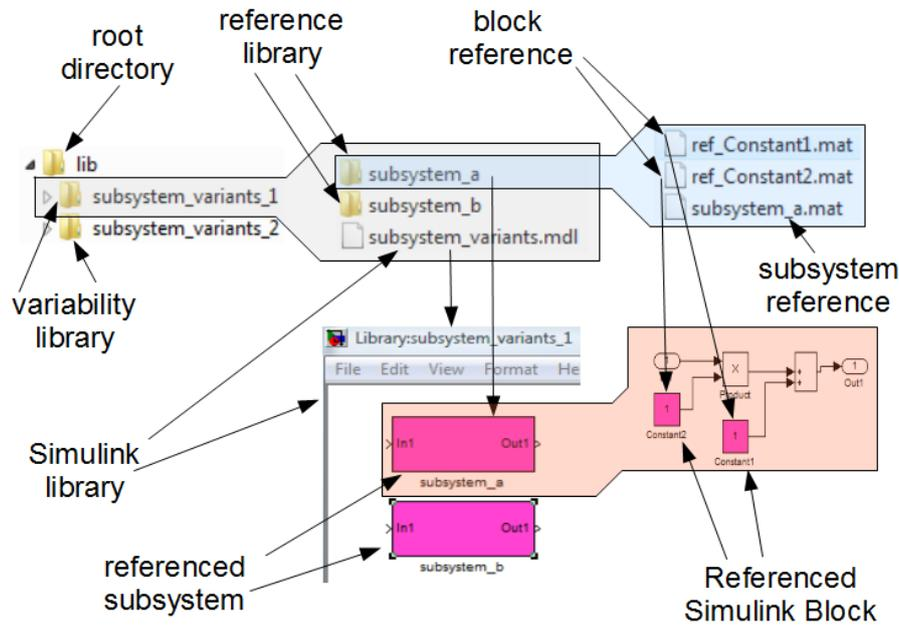 root
directory
reference
library
block
reference
lib
subsystem_variants_1
subsystem_variants_2
subsystem_a
subsystem_b
subsystem_variants.mdl
ref_Constant1.mat
ref_Constant2.mat
subsystem_a.mat
variability
library
subsystem
reference
Library:subsystem_variants_1
File Edit View Format He
1
X
Product
+
+
1
Out1
1
Constant2
1
Constant1
In1 Out1
subsystem_a
In1 Out1
subsystem_b
Simulink
library
referenced
subsystem
Referenced
Simulink Block